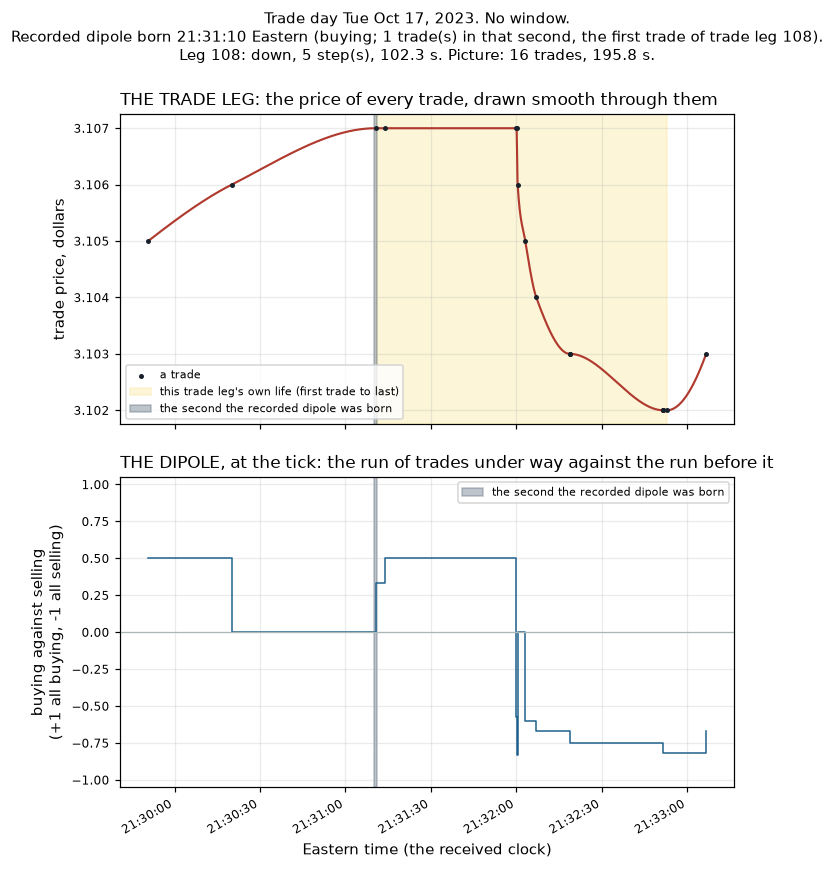 Trade day Tue Oct 17, 2023. No window.
Recorded dipole born 21:31:10 Eastern (buying; 1 trade(s) in that second, the first trade of trade leg 108).
Leg 108: down, 5 step(s), 102.3 s. Picture: 16 trades, 195.8 s.
THE TRADE LEG: the price of every trade, drawn smooth through them
trade price, dollars
3.107
3.106
3.105
3.104
3.103
3.102
a trade
this trade leg's own life (first trade to last)
the second the recorded dipole was born
THE DIPOLE, at the tick: the run of trades under way against the run before it
buying against selling
(+1 all buying, -1 all selling)
1.00
0.75
0.50
0.25
0.00
−0.25
−0.50
−0.75
−1.00
the second the recorded dipole was born
21:30:00
21:30:30
21:31:00
21:31:30
21:32:00
21:32:30
21:33:00
Eastern time (the received clock)